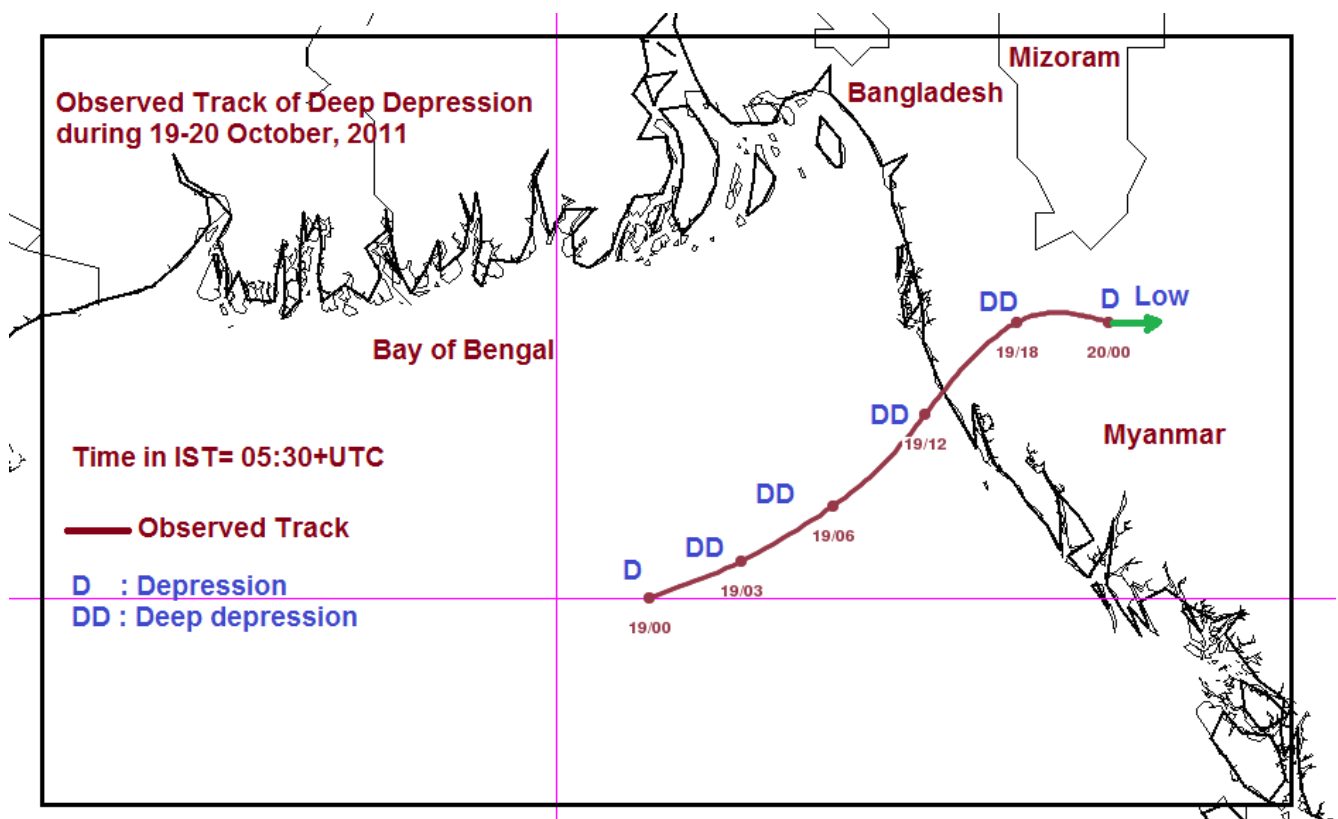 Mizoram
Bangladesh
Observed Track of Deep Depression
during 19-20 October, 2011
DD
D
Low
19/18
20/00
Bay of Bengal
DD
19/12
Myanmar
Time in IST= 05:30+UTC
DD
19/06
Observed Track
DD
19/03
D
19/00
D : Depression
DD : Deep depression